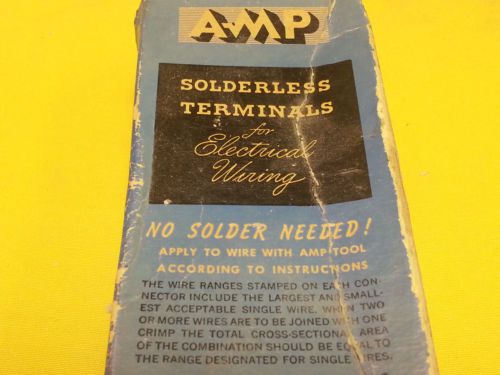 AMP
SOLDERLESS
TERMINALS
for
Electrical
Wiring
NO SOLDER NEEDED!
APPLY TO WIRE WITH AMP TOOL
ACCORDING TO INSTRUCTIONS
THE WIRE RANGES STAMPED ON EACH CON-
NECTOR INCLUDE THE LARGEST AND SMALL-
EST ACCEPTABLE SINGLE WIRE. WHEN TWO
OR MORE WIRES ARE TO BE JOINED WITH ONE
CRIMP THE TOTAL CROSS-SECTIONAL AREA
OF THE COMBINATION SHOULD BE EQUAL TO
THE RANGE DESIGNATED FOR SINGLE WIRES.